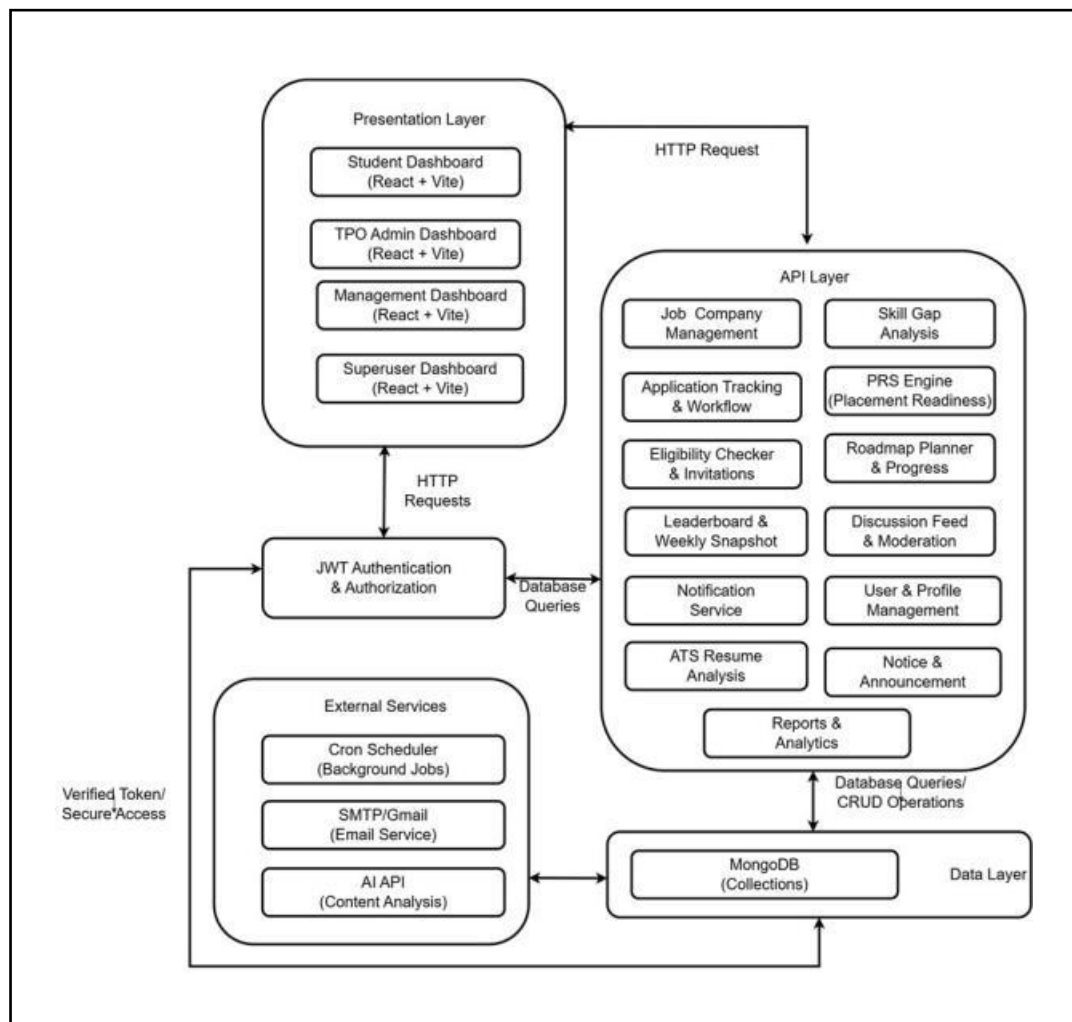 Presentation Layer
Student Dashboard
(React + Vite)
TPO Admin Dashboard
(React + Vite)
Management Dashboard
(React + Vite)
Superuser Dashboard
(React + Vite)
HTTP Request
HTTP
Requests
JWT Authentication
& Authorization
Database
Queries
API Layer
Job Company
Management
Skill Gap
Analysis
Application Tracking
& Workflow
PRS Engine
(Placement Readiness)
Eligibility Checker
& Invitations
Roadmap Planner
& Progress
Leaderboard &
Weekly Snapshot
Discussion Feed
& Moderation
Notification
Service
User & Profile
Management
ATS Resume
Analysis
Notice &
Announcement
Reports &
Analytics
External Services
Cron Scheduler
(Background Jobs)
SMTP/Gmail
(Email Service)
AI API
(Content Analysis)
Verified Token/
Secure Access
Database Queries/
CRUD Operations
MongoDB
(Collections)
Data Layer